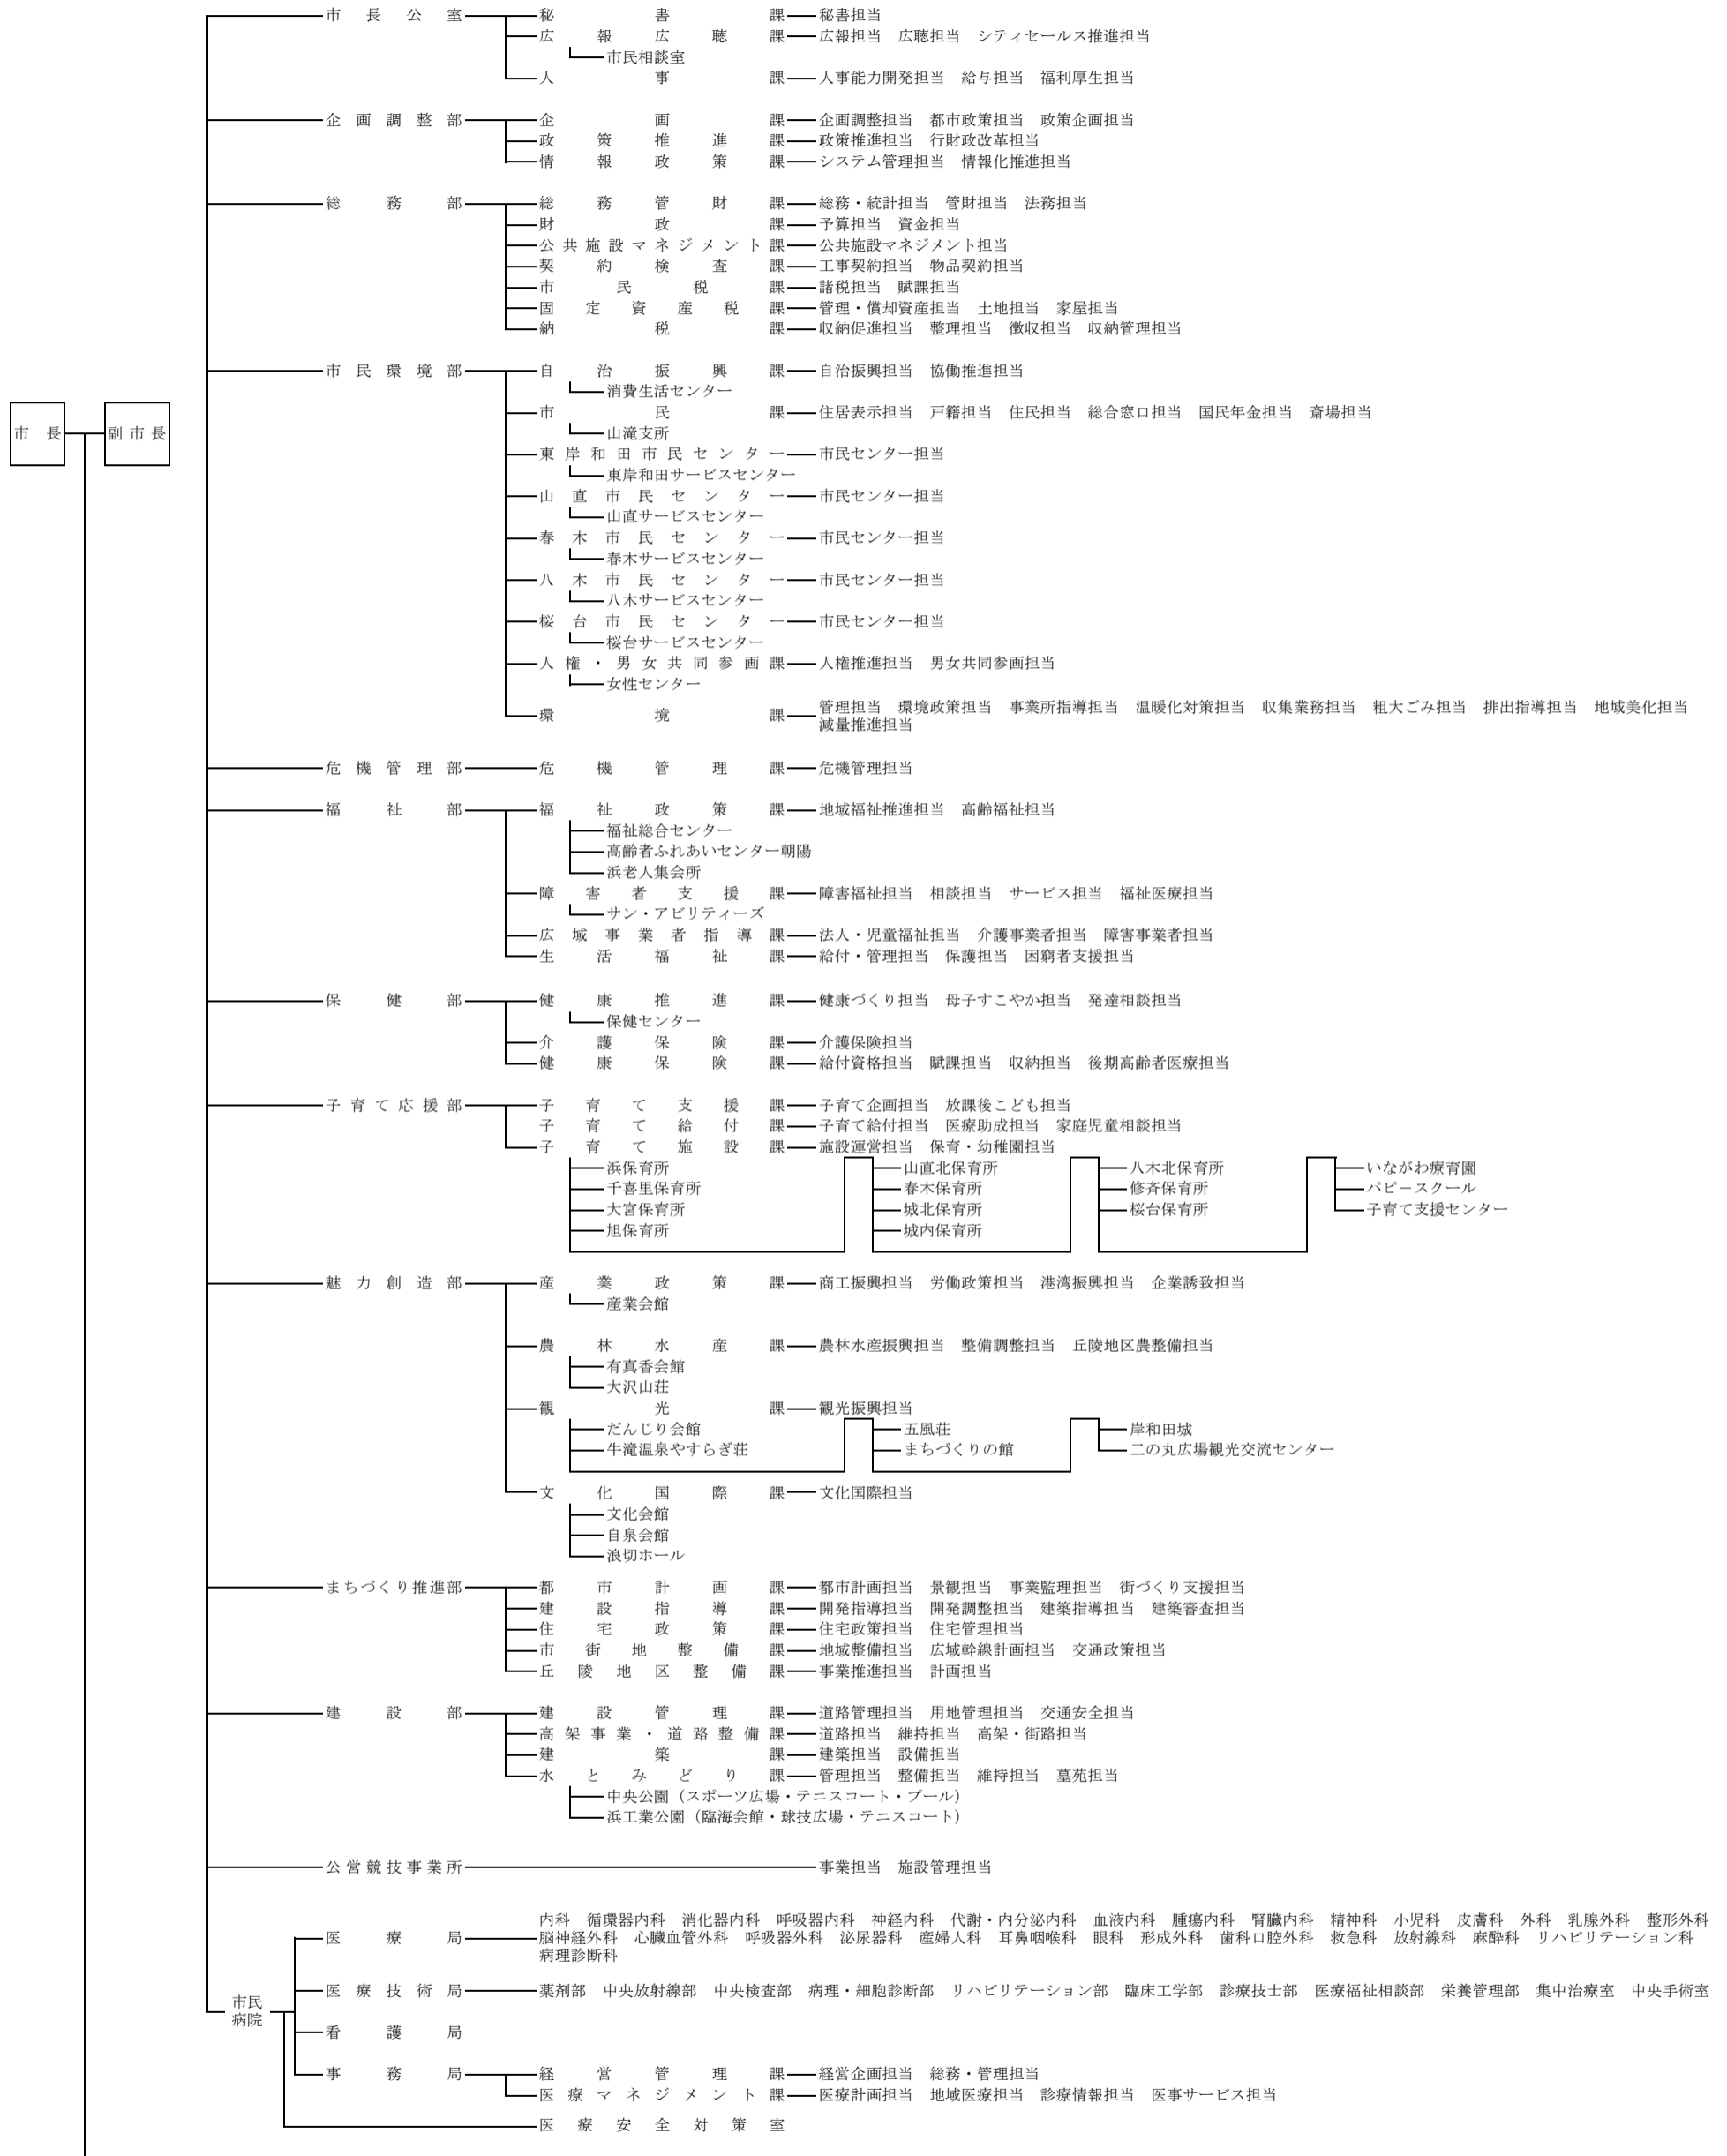 市長公室 秘書課 秘書担当
広報広聴課 広報担当 広聴担当 シティセールス推進担当
市民相談室
人事課 人事能力開発担当 給与担当 福利厚生担当
企画調整部 企画課 企画調整担当 都市政策担当 政策企画担当
政策推進課 政策推進担当 行財政改革担当
情報政策課 システム管理担当 情報化推進担当
総務部 総務管財課 総務・統計担当 管財担当 法務担当
財政課 予算担当 資金担当
公共施設マネジメント課 公共施設マネジメント担当
契約検査課 工事契約担当 物品契約担当
市民税課 諸税担当 賦課担当
固定資産税課 管理・償却資産担当 土地担当 家屋担当
納税課 収納促進担当 整理担当 徴収担当 収納管理担当
市民環境部 自治振興課 自治振興担当 協働推進担当
消費生活センター
市民課 住居表示担当 戸籍担当 住民担当 総合窓口担当 国民年金担当 斎場担当
市長 副市長 山滝支所
東岸和田市民センター 市民センター担当
東岸和田サービスセンター
山直市民センター 市民センター担当
山直サービスセンター
春木市民センター 市民センター担当
春木サービスセンター
八木市民センター 市民センター担当
八木サービスセンター
桜台市民センター 市民センター担当
桜台サービスセンター
人権・男女共同参画課 人権推進担当 男女共同参画担当
女性センター
環境課 管理担当 環境政策担当 事業所指導担当 温暖化対策担当 収集業務担当 粗大ごみ担当 排出指導担当 地域美化担当
減量推進担当
危機管理部 危機管理課 危機管理担当
福祉部 福祉政策課 地域福祉推進担当 高齢福祉担当
福祉総合センター
高齢者ふれあいセンター朝陽
浜老人集会所
障害者支援課 障害福祉担当 相談担当 サービス担当 福祉医療担当
サン・アビリティーズ
広域事業者指導課 法人・児童福祉担当 介護事業者担当 障害事業者担当
生活福祉課 給付・管理担当 保護担当 困窮者支援担当
保健部 健康推進課 健康づくり担当 母子すこやか担当 発達相談担当
保健センター
介護保険課 介護保険担当
健康保険課 給付資格担当 賦課担当 収納担当 後期高齢者医療担当
子育て応援部 子育て支援課 子育て企画担当 放課後こども担当
子育て給付課 子育て給付担当 医療助成担当 家庭児童相談担当
子育て施設課 施設運営担当 保育・幼稚園担当
浜保育所 山直北保育所 八木北保育所 いながわ療育園
千喜里保育所 春木保育所 修斉保育所 パピースクール
大宮保育所 城北保育所 桜台保育所 子育て支援センター
旭保育所 城内保育所
魅力創造部 産業政策課 商工振興担当 労働政策担当 港湾振興担当 企業誘致担当
産業会館
農林水産課 農林水産振興担当 整備調整担当 丘陵地区農整備担当
有真香会館
大沢山荘
観光課 観光振興担当
だんじり会館 五風荘 岸和田城
牛滝温泉やすらぎ荘 まちづくりの館 二の丸広場観光交流センター
文化国際課 文化国際担当
文化会館
自泉会館
浪切ホール
まちづくり推進部 都市計画課 都市計画担当 景観担当 事業監理担当 街づくり支援担当
建設指導課 開発指導担当 開発調整担当 建築指導担当 建築審査担当
住宅政策課 住宅政策担当 住宅管理担当
市街地整備課 地域整備担当 広域幹線計画担当 交通政策担当
丘陵地区整備課 事業推進担当 計画担当
建設部 建設管理課 道路管理担当 用地管理担当 交通安全担当
高架事業・道路整備課 道路担当 維持担当 高架・街路担当
建築課 建築担当 設備担当
水とみどり課 管理担当 整備担当 維持担当 墓苑担当
中央公園（スポーツ広場・テニスコート・プール）
浜工業公園（臨海会館・球技広場・テニスコート）
公営競技事業所 事業担当 施設管理担当
内科 循環器内科 消化器内科 呼吸器内科 神経内科 代謝・内分泌内科 血液内科 腫瘍内科 腎臓内科 精神科 小児科 皮膚科 外科 乳腺外科 整形外科
医療局 脳神経外科 心臓血管外科 呼吸器外科 泌尿器科 産婦人科 耳鼻咽喉科 眼科 形成外科 歯科口腔外科 救急科 放射線科 麻酔科 リハビリテーション科
病理診断科
医療技術局 薬剤部 中央放射線部 中央検査部 病理・細胞診断部 リハビリテーション部 臨床工学部 診療技士部 医療福祉相談部 栄養管理部 集中治療室 中央手術室
市民
病院
看護局
事務局 経営管理課 経営企画担当 総務・管理担当
医療マネジメント課 医療計画担当 地域医療担当 診療情報担当 医事サービス担当
医療安全対策室